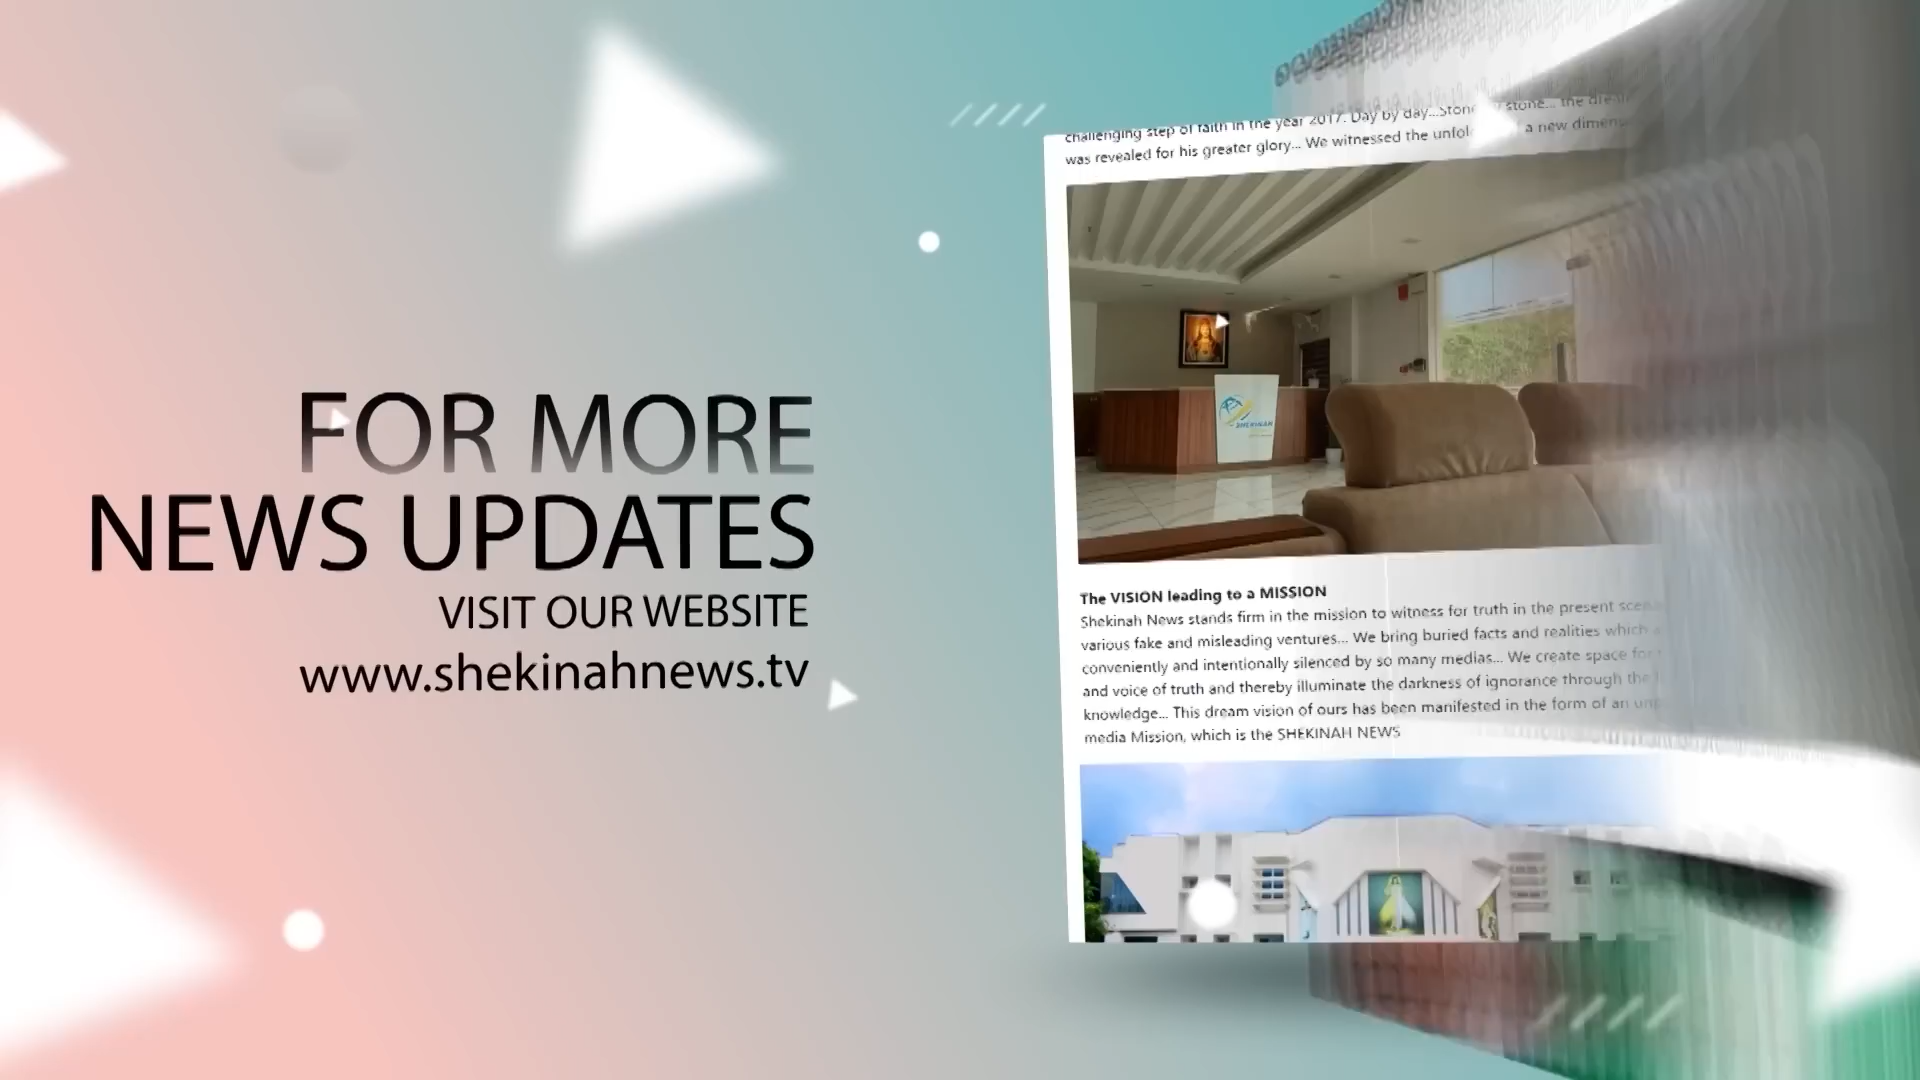 FOR MORE
NEWS UPDATES
VISIT OUR WEBSITE
www.shekinahnews.tv
challenging step of faith in the year 2017. Day by day...Stone stone... the
was revealed for his greater glory... We witnessed the a new
SHEKINAH
The VISION leading to a MISSION
Shekinah News stands firm in the mission to witness for truth in the present
various fake and misleading ventures... We bring buried facts and realities which
conveniently and intentionally silenced by so many medias... We create space for
and voice of truth and thereby illuminate the darkness of ignorance through the
knowledge... This dream vision of ours has been manifested in the form of an
media Mission, which is the SHEKINAH NEWS